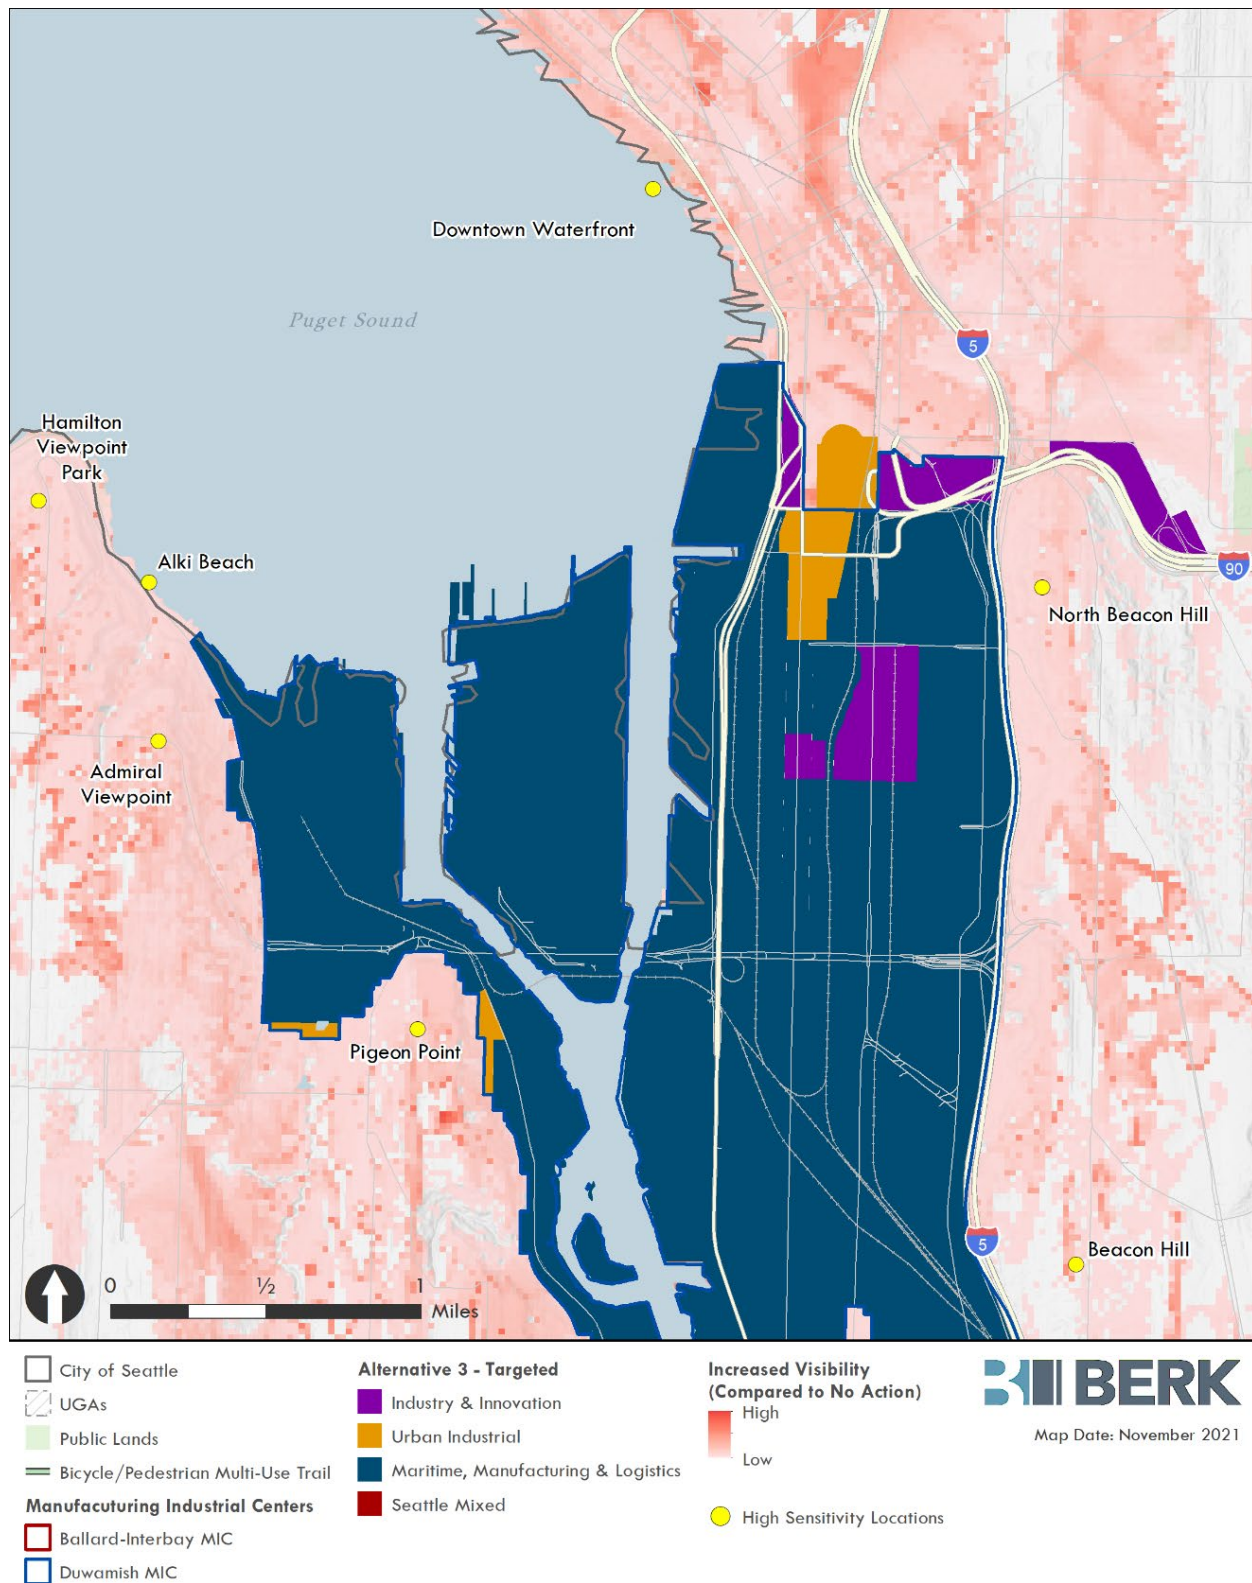 Downtown Waterfront
Puget Sound
5
Hamilton
Viewpoint
Park
Alki Beach
90
North Beacon Hill
Admiral
Viewpoint
Pigeon Point
5
Beacon Hill
0 ½ 1
Miles
City of Seattle
UGAs
Public Lands
Bicycle/Pedestrian Multi-Use Trail
Manufacuturing Industrial Centers
Ballard-Interbay MIC
Duwamish MIC
Alternative 3 - Targeted
Industry & Innovation
Urban Industrial
Maritime, Manufacturing & Logistics
Seattle Mixed
Increased Visibility
(Compared to No Action)
High
Low
High Sensitivity Locations
BERK
Map Date: November 2021